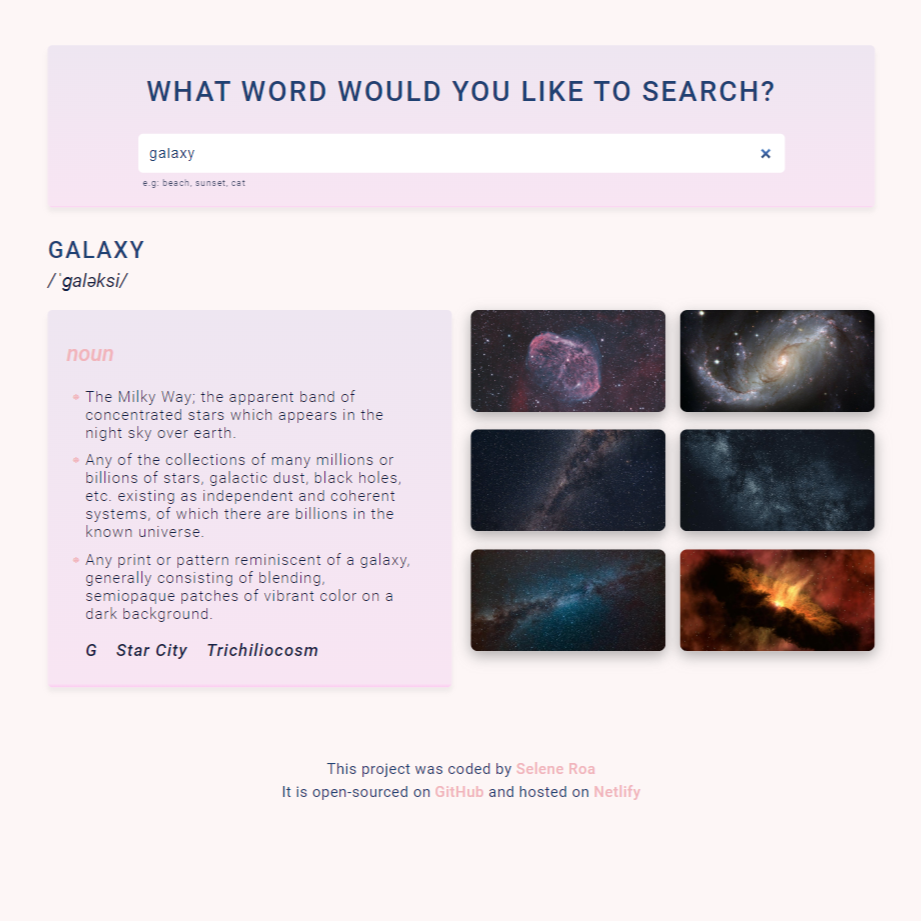 WHAT WORD WOULD YOU LIKE TO SEARCH?
galaxy
e.g: beach, sunset, cat
GALAXY
/ˈɡaləksi/
noun
The Milky Way; the apparent band of
concentrated stars which appears in the
night sky over earth.
Any of the collections of many millions or
billions of stars, galactic dust, black holes,
etc. existing as independent and coherent
systems, of which there are billions in the
known universe.
Any print or pattern reminiscent of a galaxy,
generally consisting of blending,
semiopaque patches of vibrant color on a
dark background.
G Star City Trichiliocosm
This project was coded by Selene Roa
It is open-sourced on GitHub and hosted on Netlify